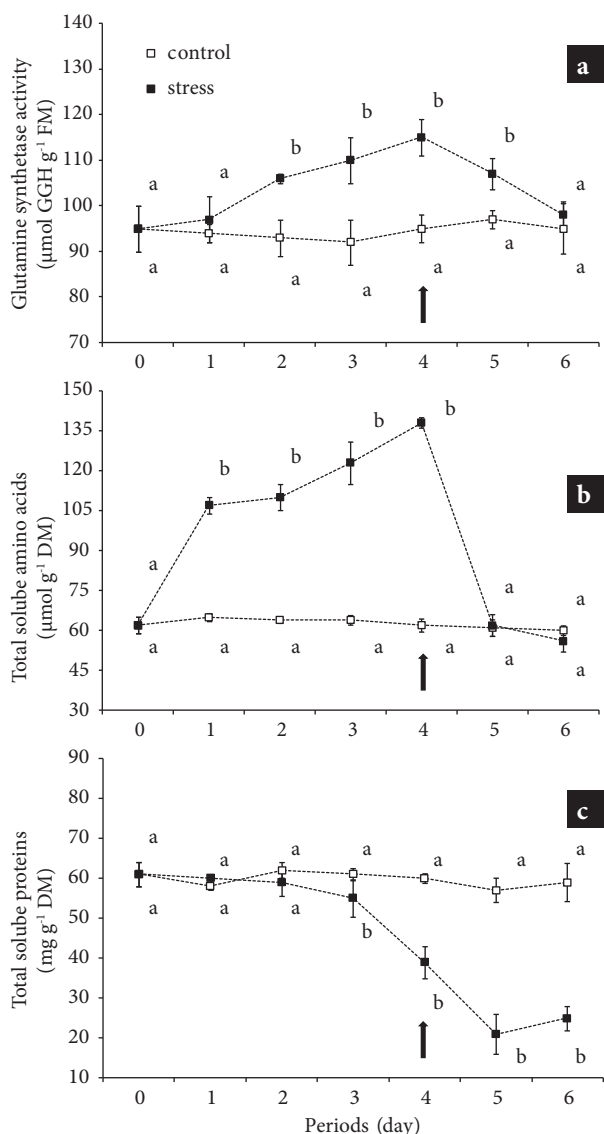 140
130
120
110
100
90
80
70
Glutamine synthetase activity
(µmol GGH g⁻¹ FM)
control
stress
a
a a b b b b a
a a a a a a a
0 1 2 3 4 5 6
150
135
120
105
90
75
60
45
30
Total solube amino acids
(µmol g⁻¹ DM)
b
a b b b b a a
a a a a a a a
0 1 2 3 4 5 6
90
80
70
60
50
40
30
20
10
Total solube proteins
(mg g⁻¹ DM)
c
a a a a a a a
a a a b b b b
0 1 2 3 4 5 6
Periods (day)